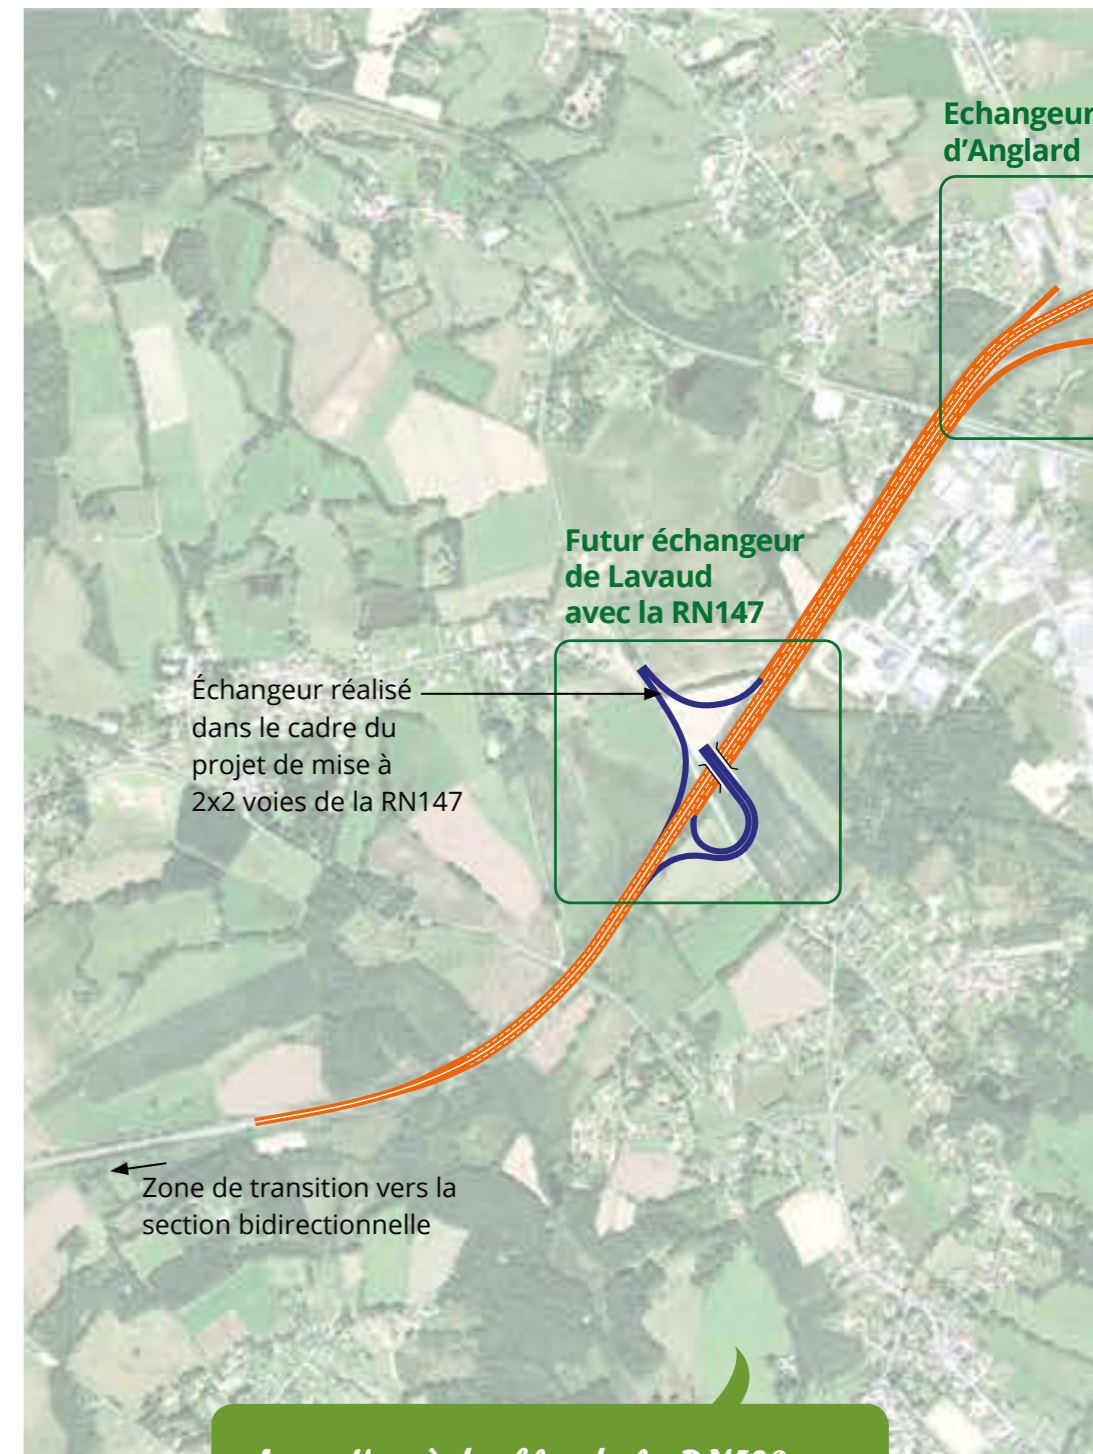 Echangeur
d'Anglard
Futur échangeur
de Lavaud
avec la RN147
Échangeur réalisé
dans le cadre du
projet de mise à
2x2 voies de la RN147
Zone de transition vers la
section bidirectionnelle